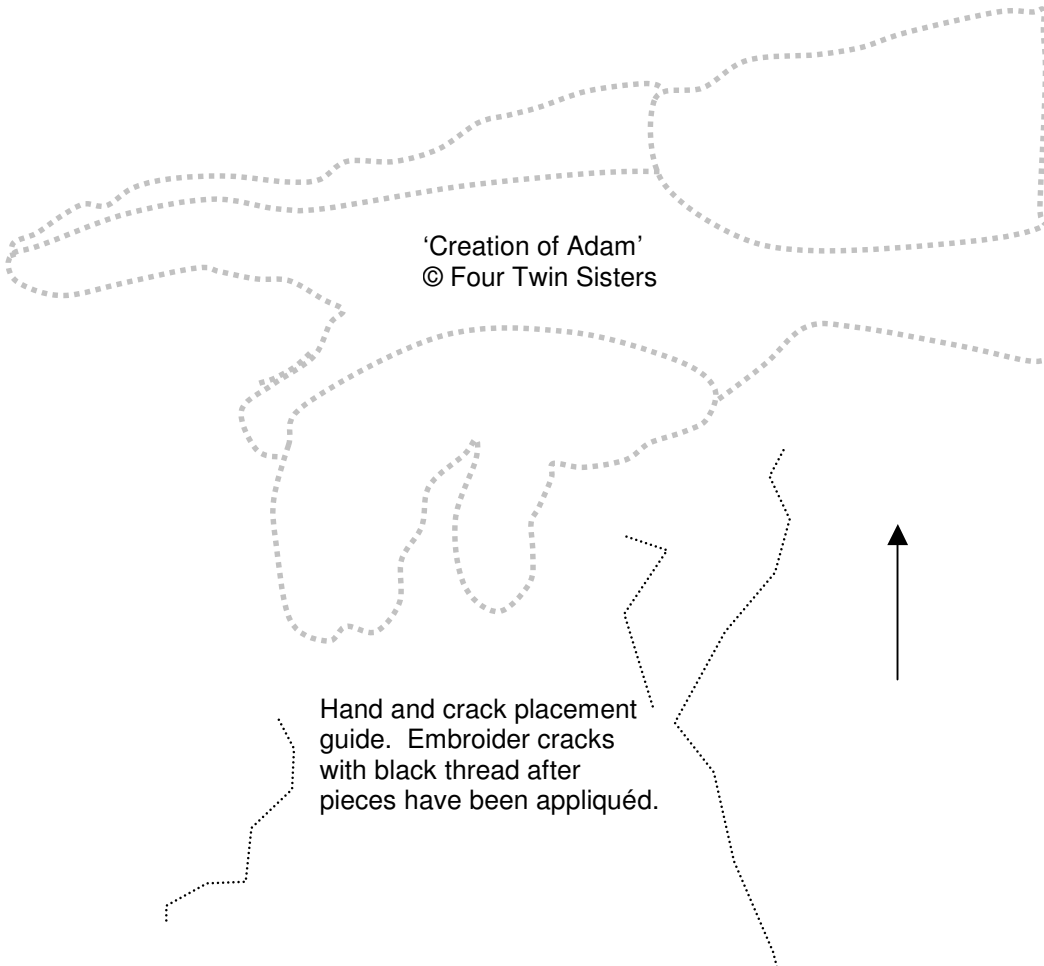 ‘Creation of Adam’
© Four Twin Sisters
Hand and crack placement
guide.  Embroider cracks
with black thread after
pieces have been appliquéd.